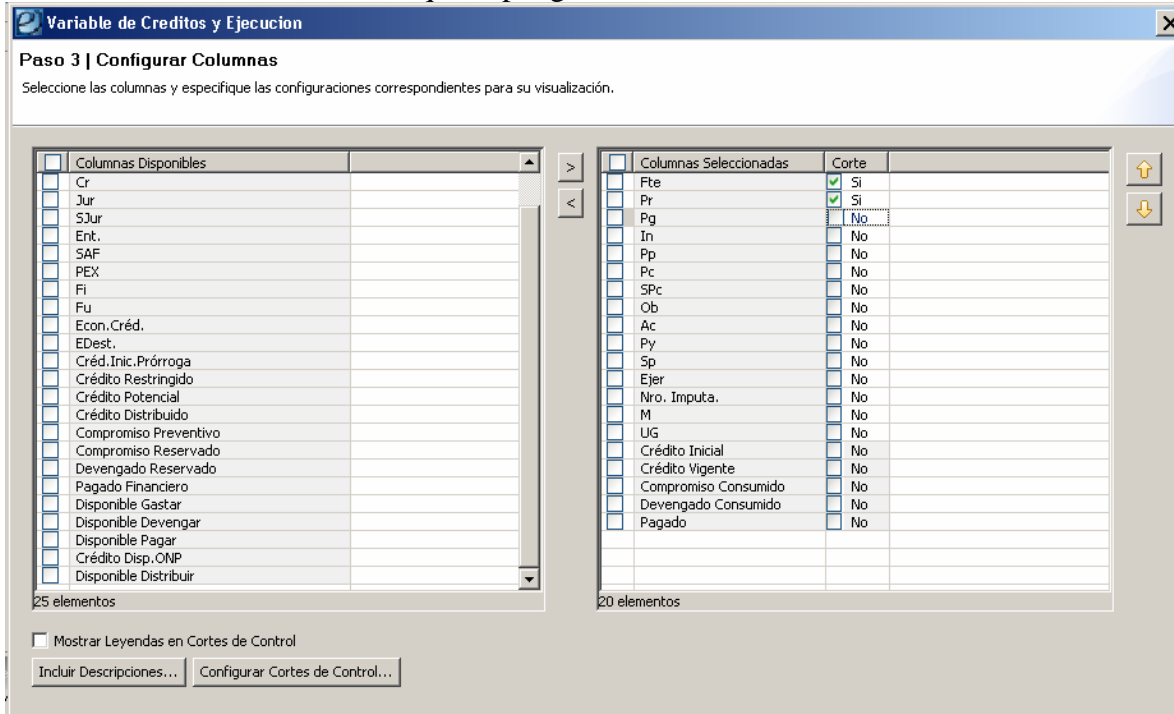 Variable de Creditos y Ejecucion
Paso 3 | Configurar Columnas
Seleccione las columnas y especifique las configuraciones correspondientes para su visualización.
Columnas Disponibles
Cr
Jur
SJur
Ent.
SAF
PEX
Fi
Fu
Econ.Créd.
EDest.
Créd.Inic.Prórroga
Crédito Restringido
Crédito Potencial
Crédito Distribuido
Compromiso Preventivo
Compromiso Reservado
Devengado Reservado
Pagado Financiero
Disponible Gastar
Disponible Devengar
Disponible Pagar
Crédito Disp.ONP
Disponible Distribuir
25 elementos
>
<
Columnas Seleccionadas Corte
Fte Si
Pr Si
Pg No
In No
Pp No
Pc No
SPc No
Ob No
Ac No
Py No
Sp No
Ejer No
Nro. Imputa. No
M No
UG No
Crédito Inicial No
Crédito Vigente No
Compromiso Consumido No
Devengado Consumido No
Pagado No
20 elementos
Mostrar Leyendas en Cortes de Control
Incluir Descripciones... Configurar Cortes de Control...